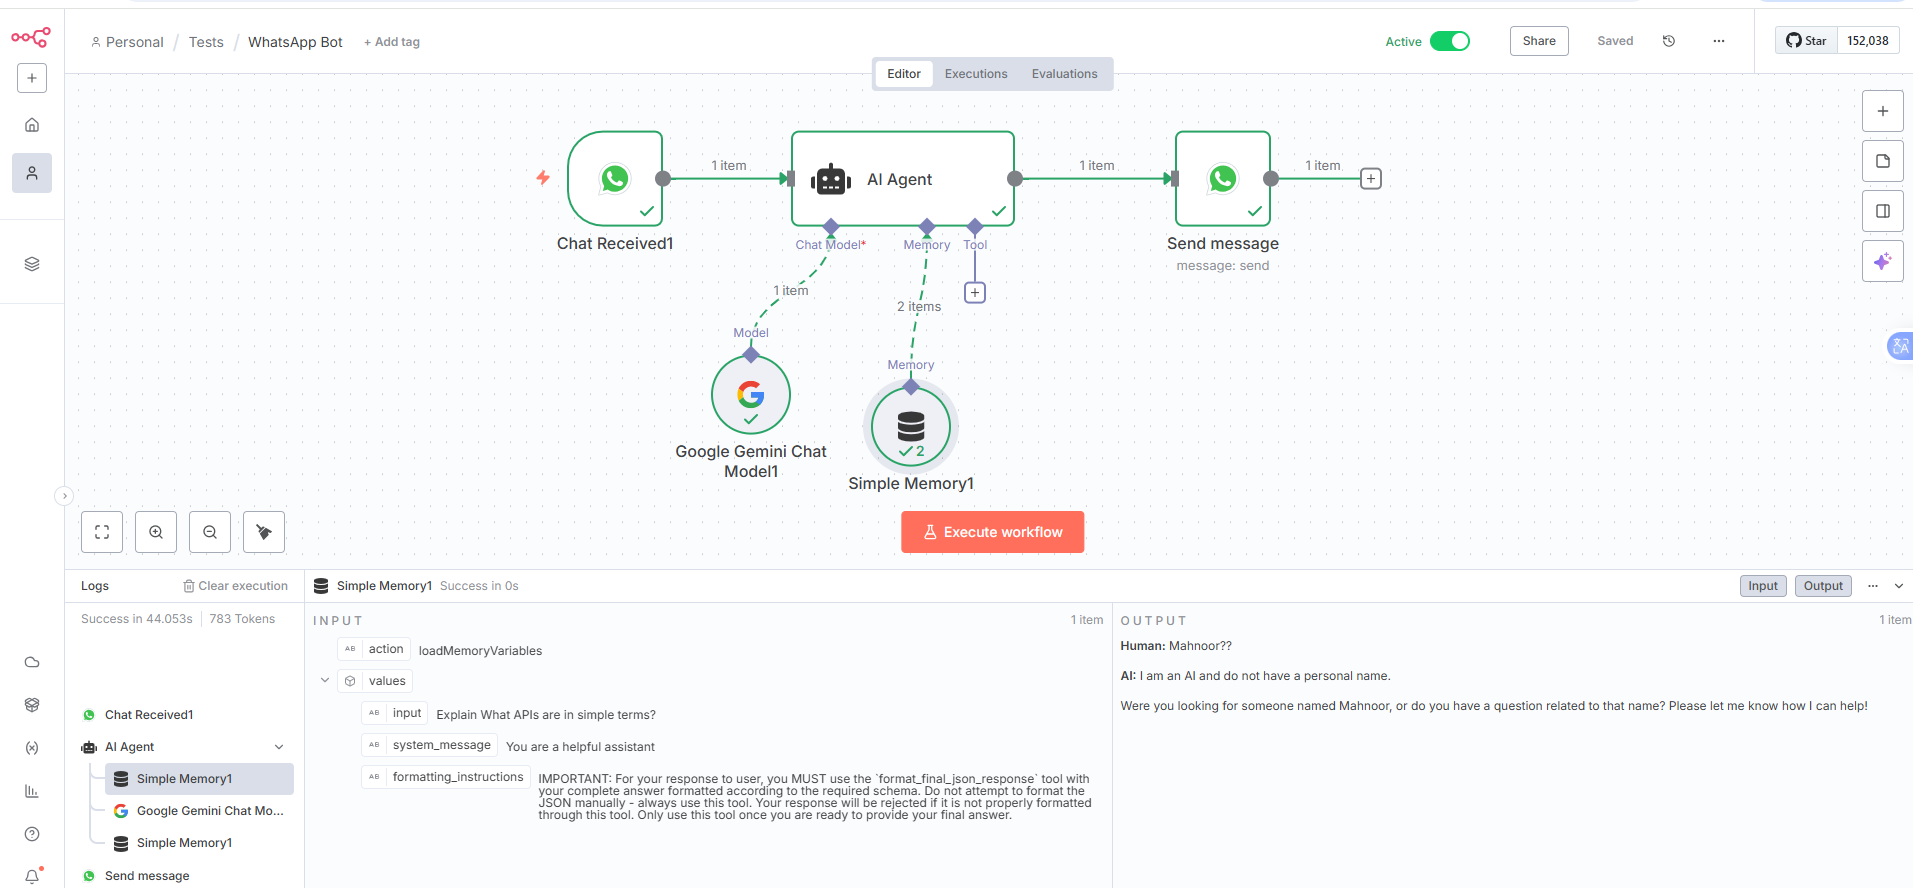 Personal / Tests / WhatsApp Bot + Add tag
Active
Share
Saved
Star 152,038
Editor Executions Evaluations
1 item
1 item
1 item
AI Agent
Chat Received1
Chat Model*
Memory
Tool
Send message
message: send
1 item
2 items
Model
Memory
Google Gemini Chat
Model1
2
Simple Memory1
Execute workflow
Logs
Clear execution
Simple Memory1 Success in 0s
Input
Output
Success in 44.053s | 783 Tokens
Chat Received1
AI Agent
Simple Memory1
Google Gemini Chat Mo...
Simple Memory1
Send message
INPUT
1 item
AB action loadMemoryVariables
values
AB input Explain What APIs are in simple terms?
AB system_message You are a helpful assistant
AB formatting_instructions IMPORTANT: For your response to user, you MUST use the `format_final_json_response` tool with
your complete answer formatted according to the required schema. Do not attempt to format the
JSON manually - always use this tool. Your response will be rejected if it is not properly formatted
through this tool. Only use this tool once you are ready to provide your final answer.
OUTPUT
1 item
Human: Mahnoor??
AI: I am an AI and do not have a personal name.
Were you looking for someone named Mahnoor, or do you have a question related to that name? Please let me know how I can help!